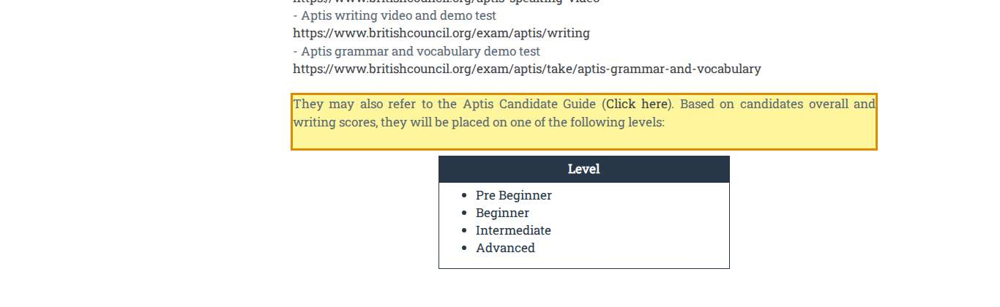 https://www.britishcouncil.org/exam/aptis-speaking-video
- Aptis writing video and demo test
https://www.britishcouncil.org/exam/aptis/writing
- Aptis grammar and vocabulary demo test
https://www.britishcouncil.org/exam/aptis/take/aptis-grammar-and-vocabulary
They may also refer to the Aptis Candidate Guide (Click here). Based on candidates overall and
writing scores, they will be placed on one of the following levels:
Level
• Pre Beginner
• Beginner
• Intermediate
• Advanced